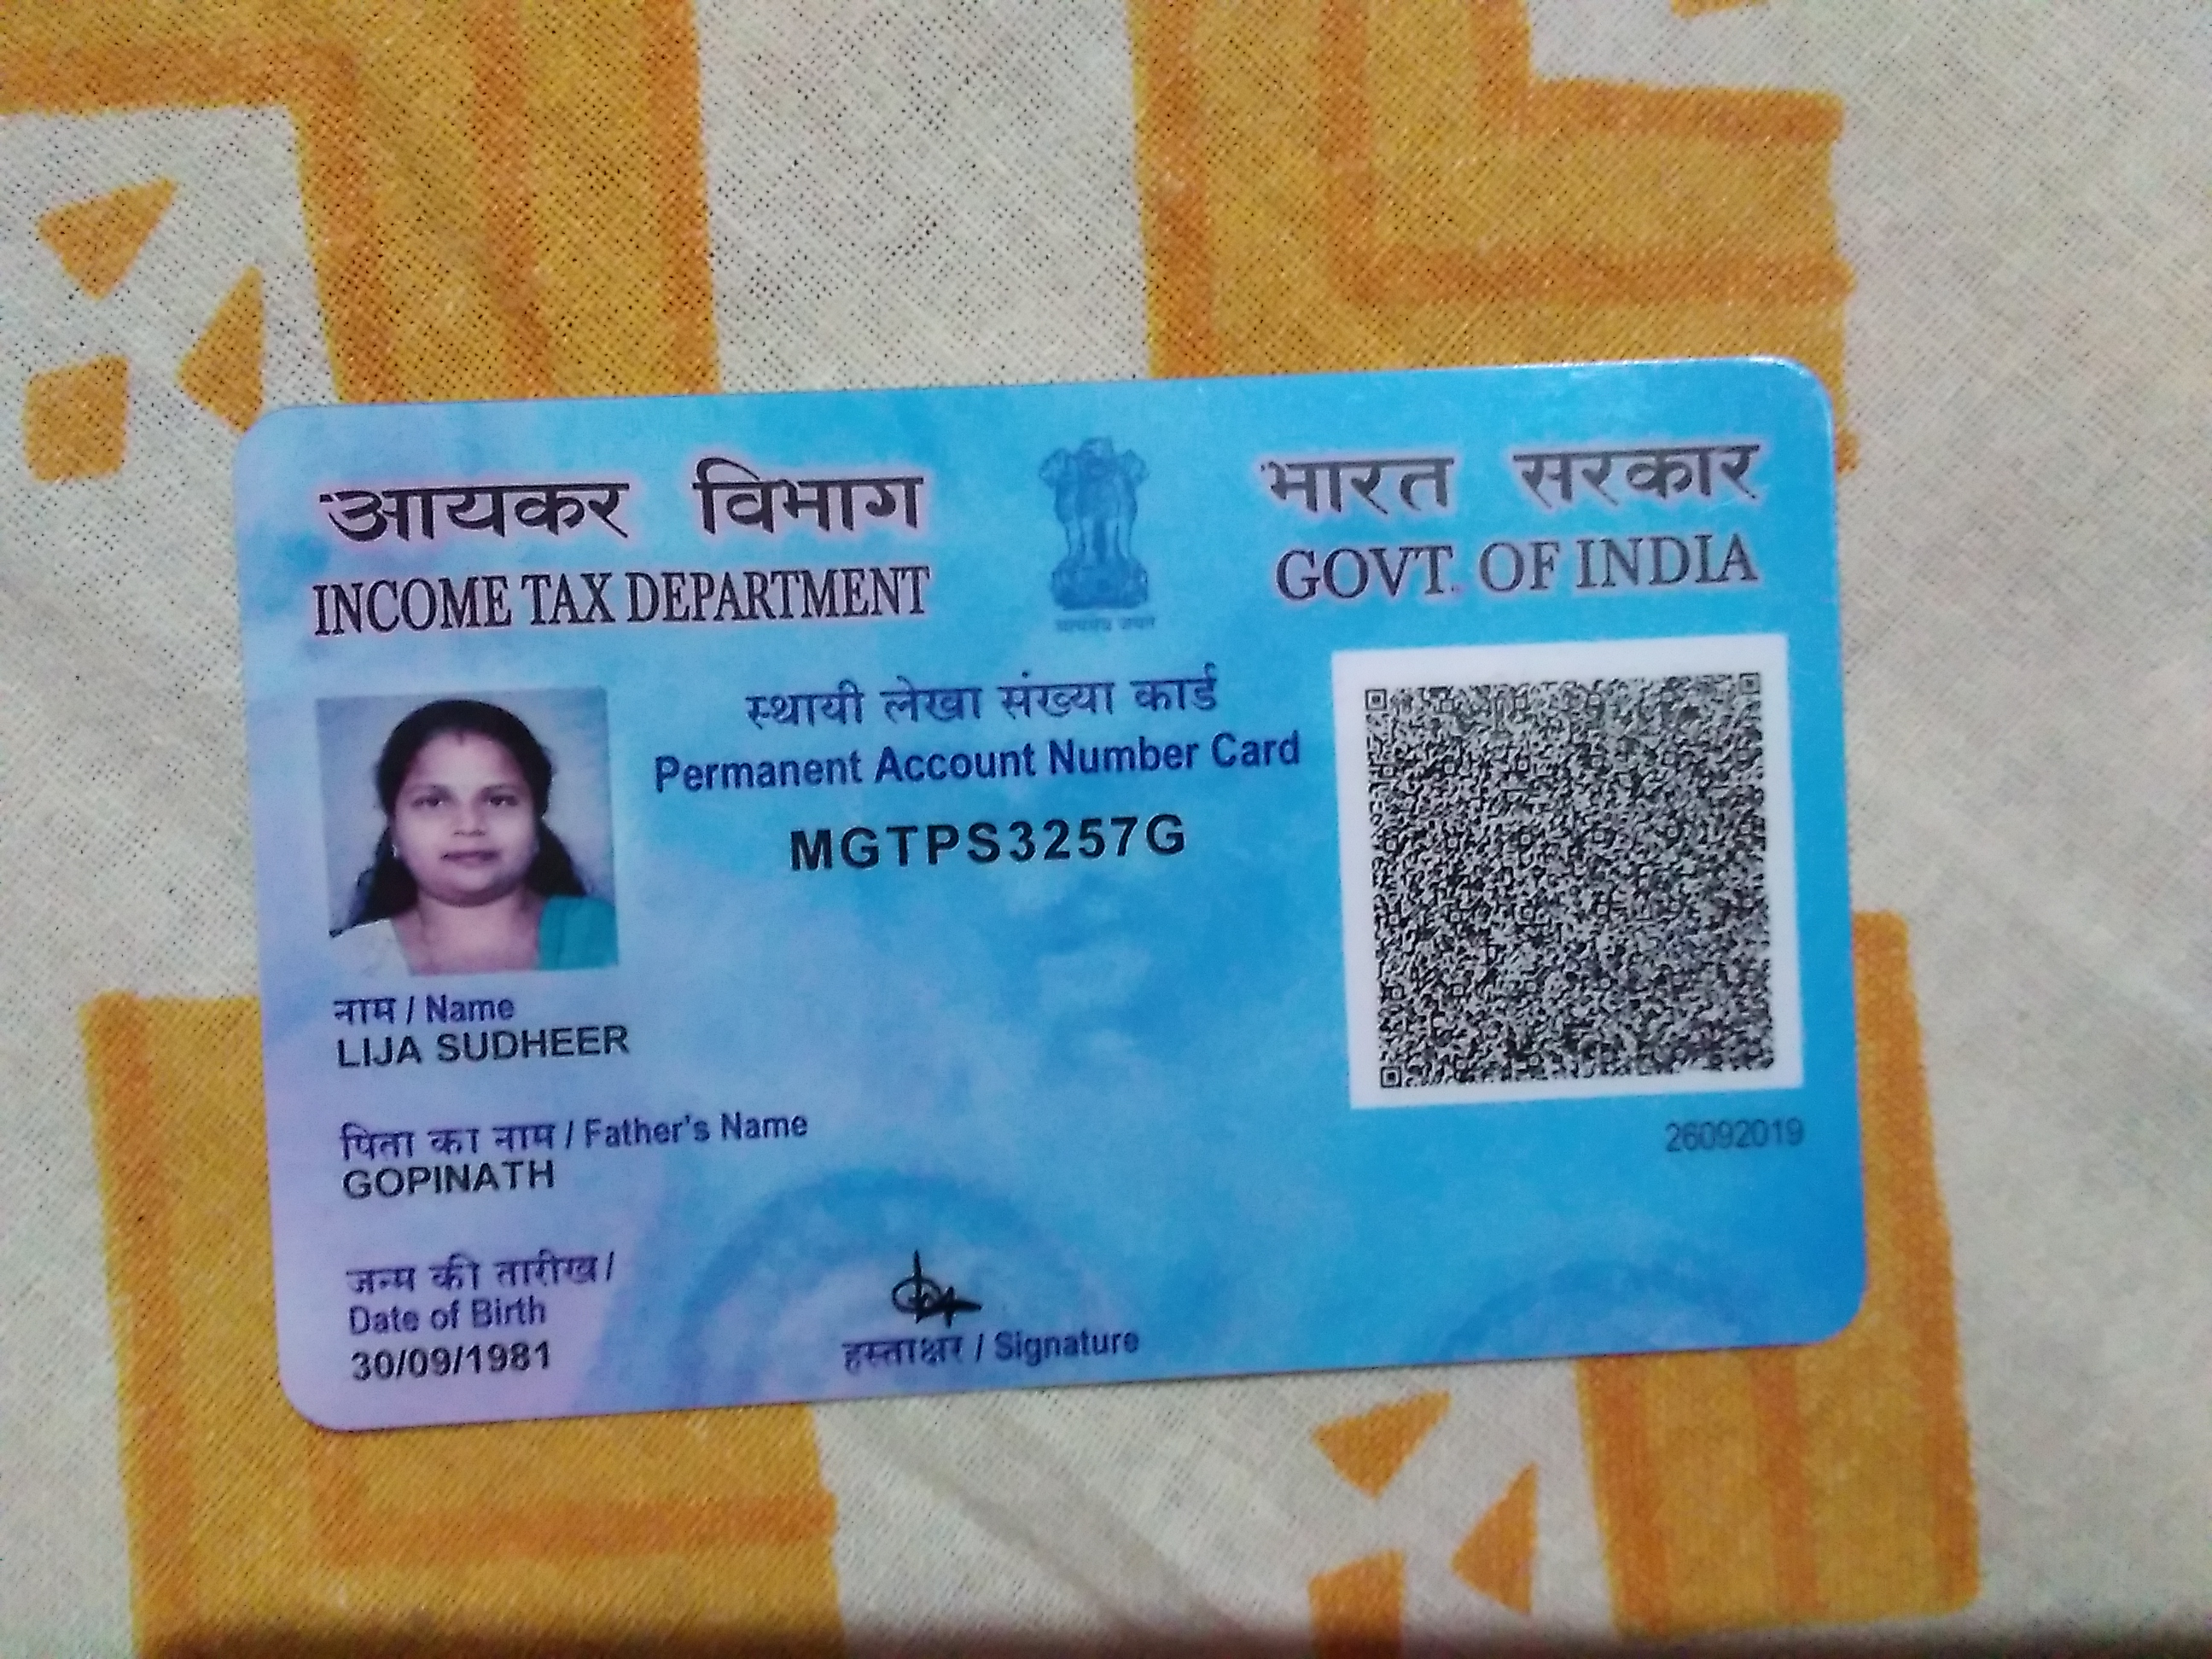 आयकर विभाग
INCOME TAX DEPARTMENT
भारत सरकार
GOVT. OF INDIA
सत्यमेव जयते
स्थायी लेखा संख्या कार्ड
Permanent Account Number Card
MGTPS3257G
नाम / Name
LIJA SUDHEER
पिता का नाम / Father's Name
GOPINATH
26092019
जन्म की तारीख /
Date of Birth
30/09/1981
हस्ताक्षर / Signature